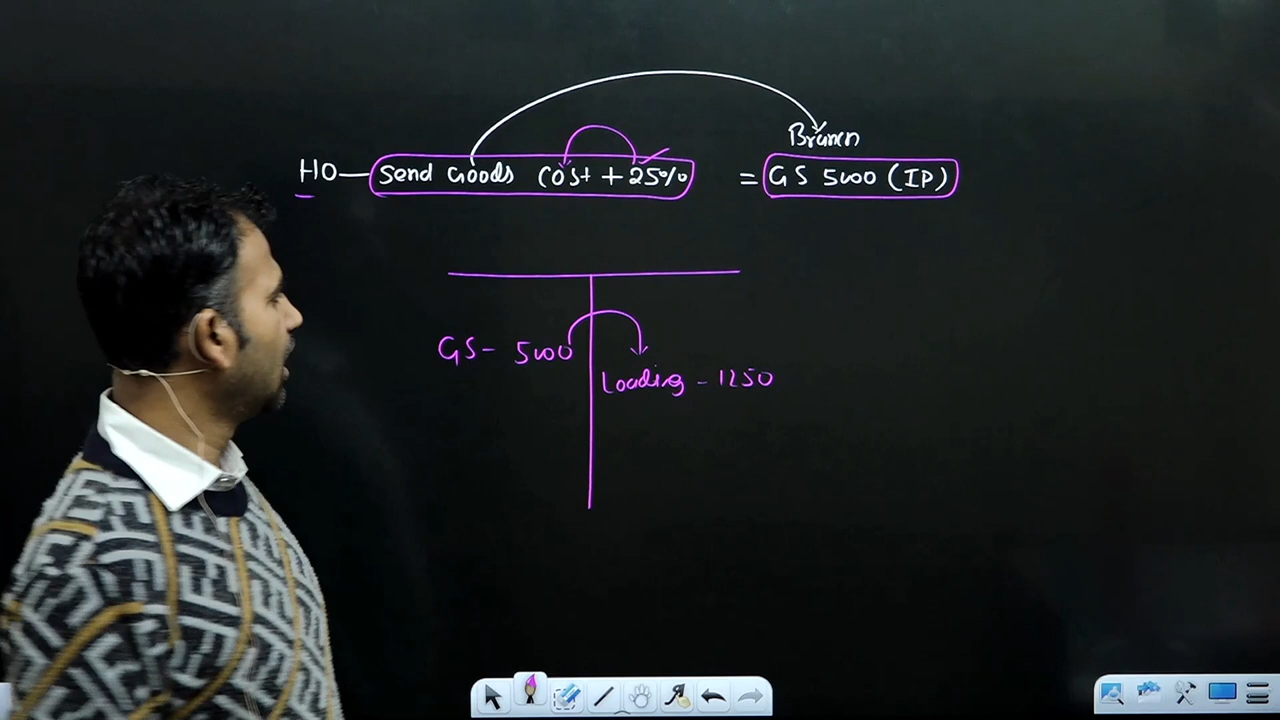 Branch
HO - Send Goods Cost + 25% = GS 5000 (IP)
GS - 5000
Loading - 1250